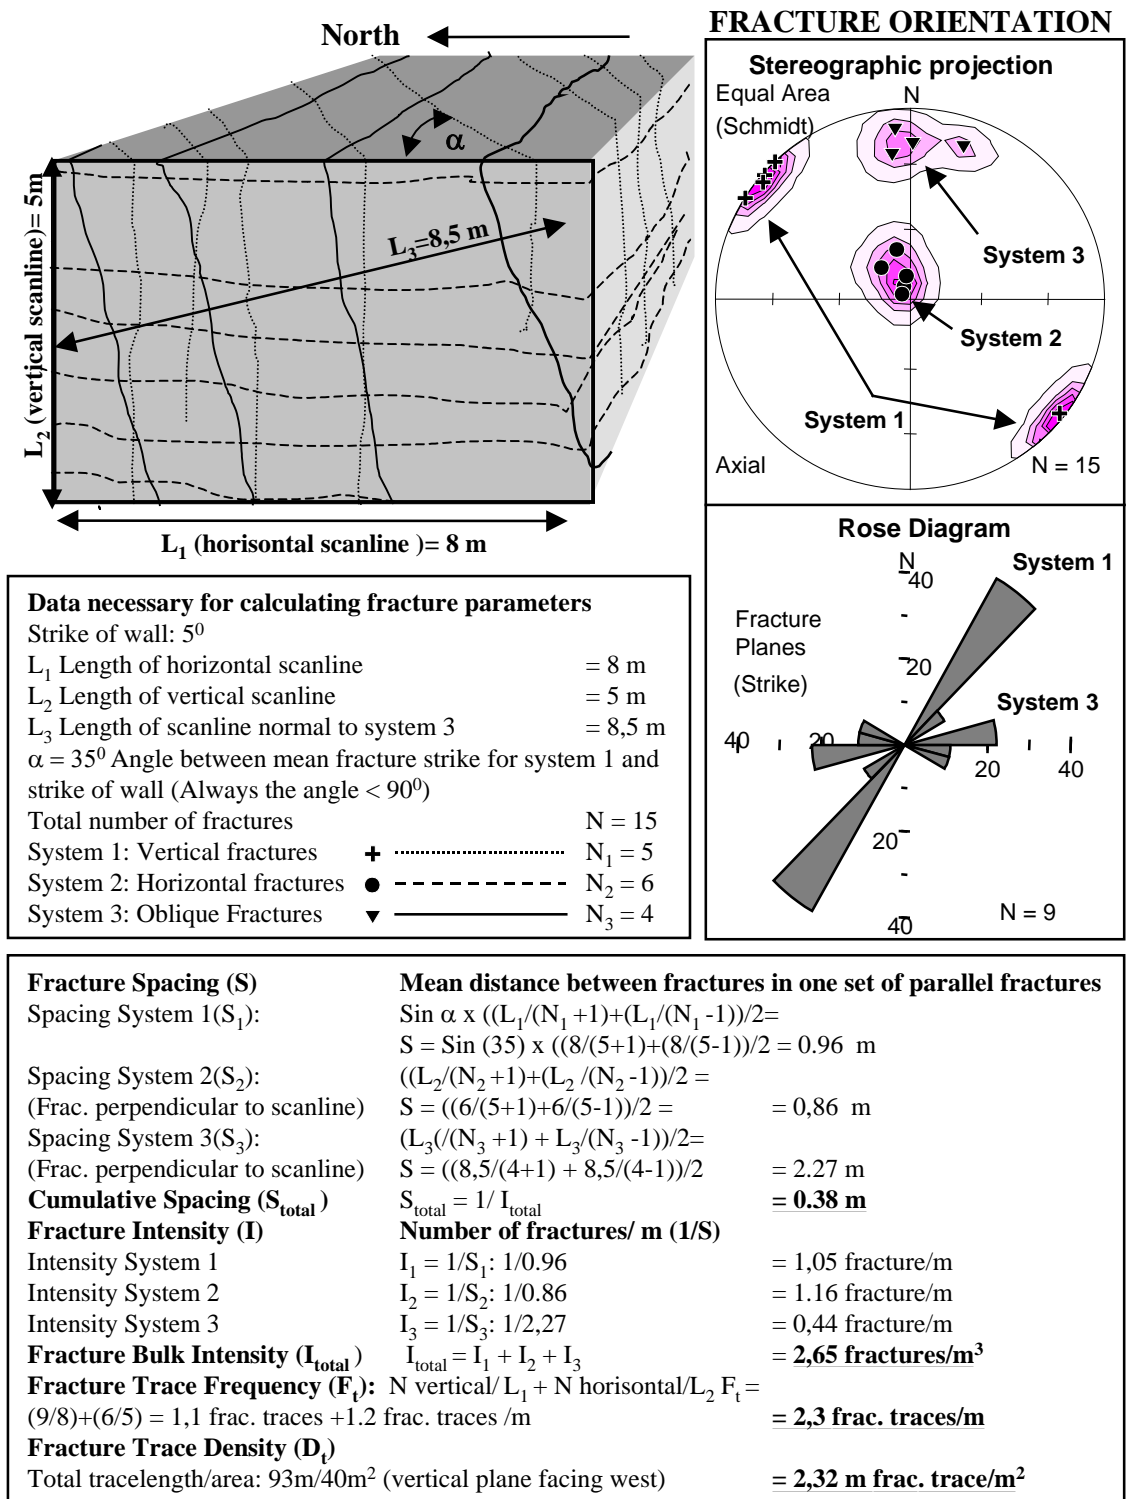 FRACTURE ORIENTATION
North
α
L₃=8,5 m
L₂ (vertical scanline)= 5m
L₁ (horisontal scanline )= 8 m
Stereographic projection
Equal Area
(Schmidt)
N
System 3
System 2
System 1
Axial
N = 15
Rose Diagram
N
System 1
40
Fracture
Planes
(Strike)
20
System 3
40
20
20
40
20
40
N = 9
Data necessary for calculating fracture parameters
Strike of wall: 5⁰
L₁ Length of horizontal scanline = 8 m
L₂ Length of vertical scanline = 5 m
L₃ Length of scanline normal to system 3 = 8,5 m
α = 35⁰ Angle between mean fracture strike for system 1 and
strike of wall (Always the angle < 90⁰)
Total number of fractures N = 15
System 1: Vertical fractures N₁ = 5
System 2: Horizontal fractures N₂ = 6
System 3: Oblique Fractures N₃ = 4
Fracture Spacing (S) Mean distance between fractures in one set of parallel fractures
Spacing System 1(S₁): Sin α x ((L₁/(N₁ +1)+(L₁/(N₁ -1))/2=
S = Sin (35) x ((8/(5+1)+(8/(5-1))/2 = 0.96 m
Spacing System 2(S₂): ((L₂/(N₂ +1)+(L₂ /(N₂ -1))/2 =
(Frac. perpendicular to scanline) S = ((6/(5+1)+6/(5-1))/2 = = 0,86 m
Spacing System 3(S₃): (L₃(/(N₃ +1) + L₃/(N₃ -1))/2=
(Frac. perpendicular to scanline) S = ((8,5/(4+1) + 8,5/(4-1))/2 = 2.27 m
Cumulative Spacing (Sₜₒₜₐₗ ) Sₜₒₜₐₗ = 1/ Iₜₒₜₐₗ = 0.38 m
Fracture Intensity (I) Number of fractures/ m (1/S)
Intensity System 1 I₁ = 1/S₁: 1/0.96 = 1,05 fracture/m
Intensity System 2 I₂ = 1/S₂: 1/0.86 = 1.16 fracture/m
Intensity System 3 I₃ = 1/S₃: 1/2,27 = 0,44 fracture/m
Fracture Bulk Intensity (Iₜₒₜₐₗ ) Iₜₒₜₐₗ = I₁ + I₂ + I₃ = 2,65 fractures/m³
Fracture Trace Frequency (Fₜ): N vertical/ L₁ + N horisontal/L₂ Fₜ =
(9/8)+(6/5) = 1,1 frac. traces +1.2 frac. traces /m = 2,3 frac. traces/m
Fracture Trace Density (Dₜ)
Total tracelength/area: 93m/40m² (vertical plane facing west) = 2,32 m frac. trace/m²